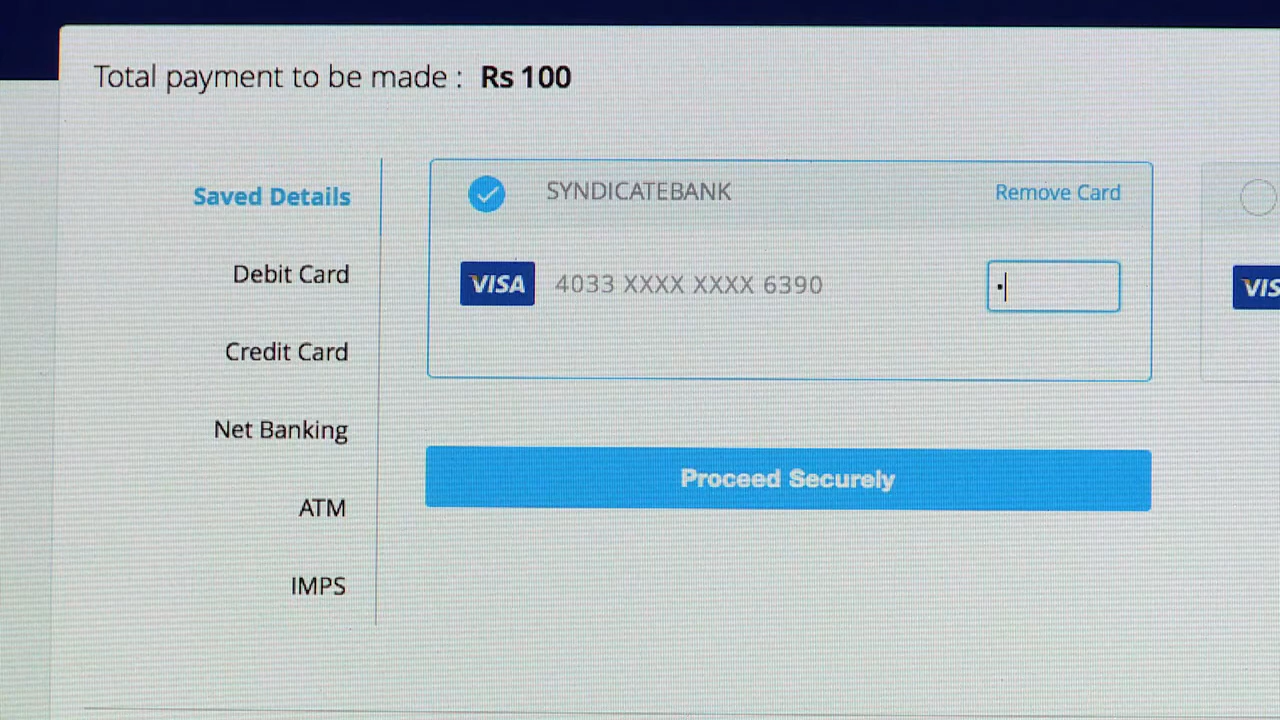 Total payment to be made : Rs 100
Saved Details
Debit Card
Credit Card
Net Banking
ATM
IMPS
SYNDICATEBANK
Remove Card
VISA 4033 XXXX XXXX 6390
Proceed Securely
VIS